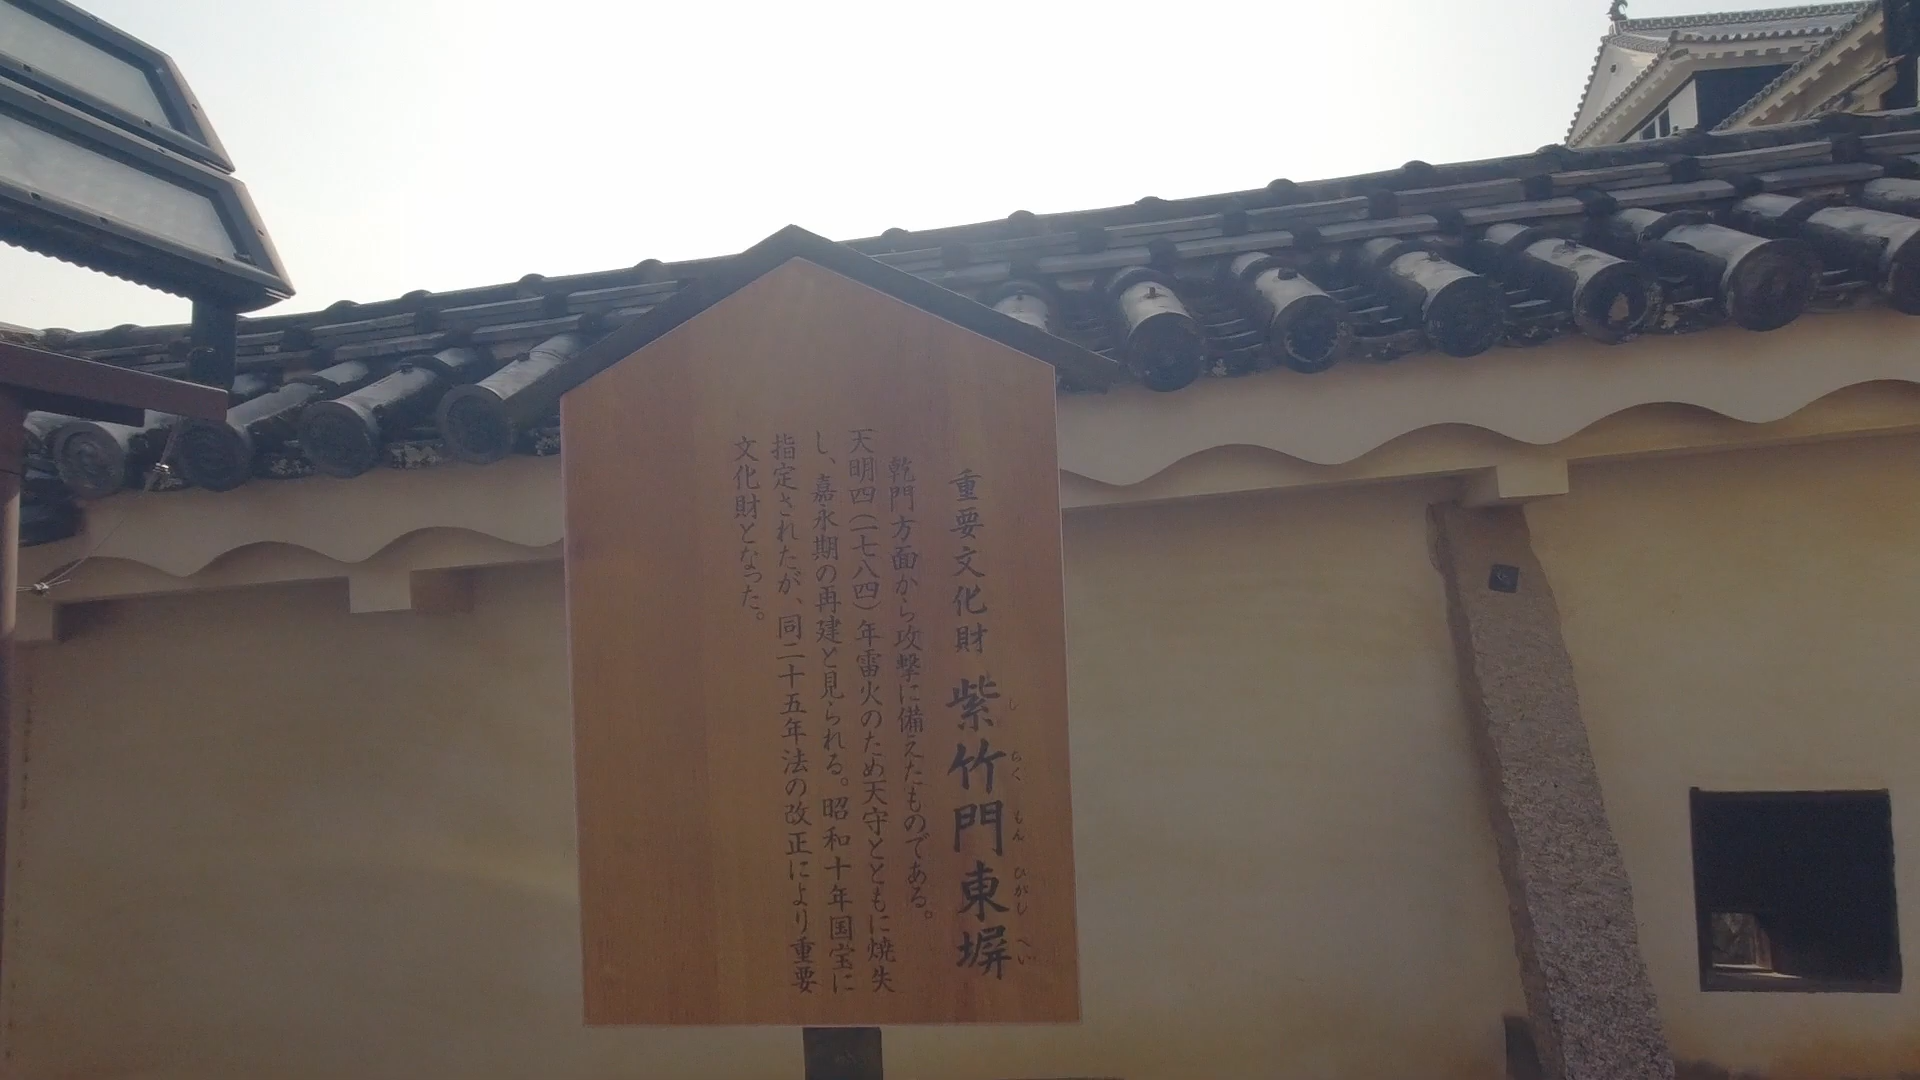 重要文化財 紫竹門東塀
し ちく もん ひがし へい
乾門方面から攻撃に備えたものである。
天明四(一七八四)年雷火のため天守とともに焼失
し、嘉永期の再建と見られる。昭和十年国宝に
指定されたが、同二十五年法の改正により重要
文化財となった。